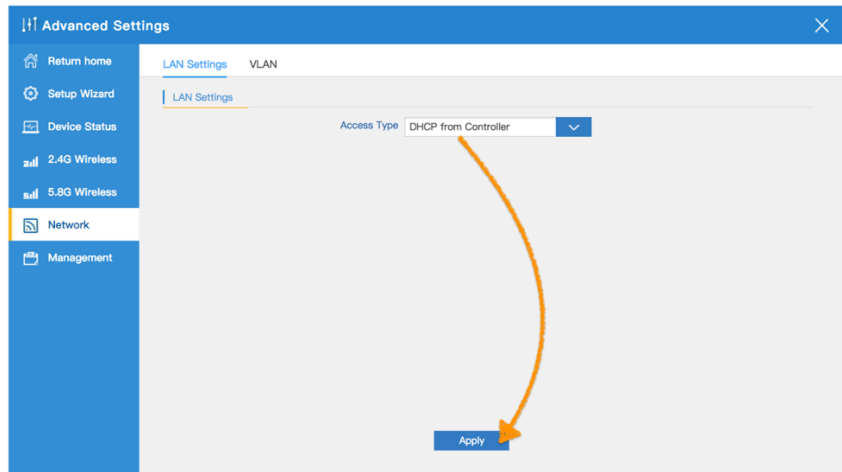 Advanced Settings
Return home
Setup Wizard
Device Status
2.4G Wireless
5.8G Wireless
Network
Management
LAN Settings VLAN
LAN Settings
Access Type DHCP from Controller
Apply